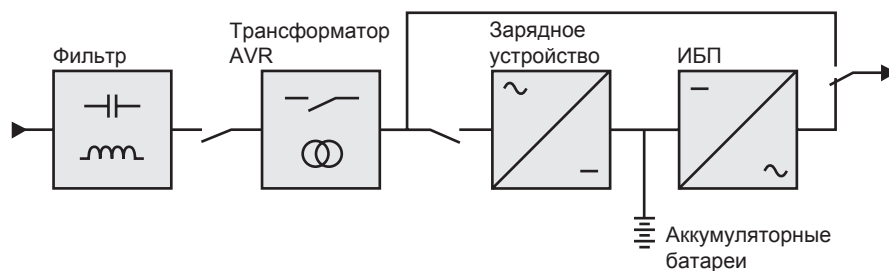 Фильтр
Трансформатор
AVR
Зарядное
устройство
ИБП
Аккумуляторные
батареи